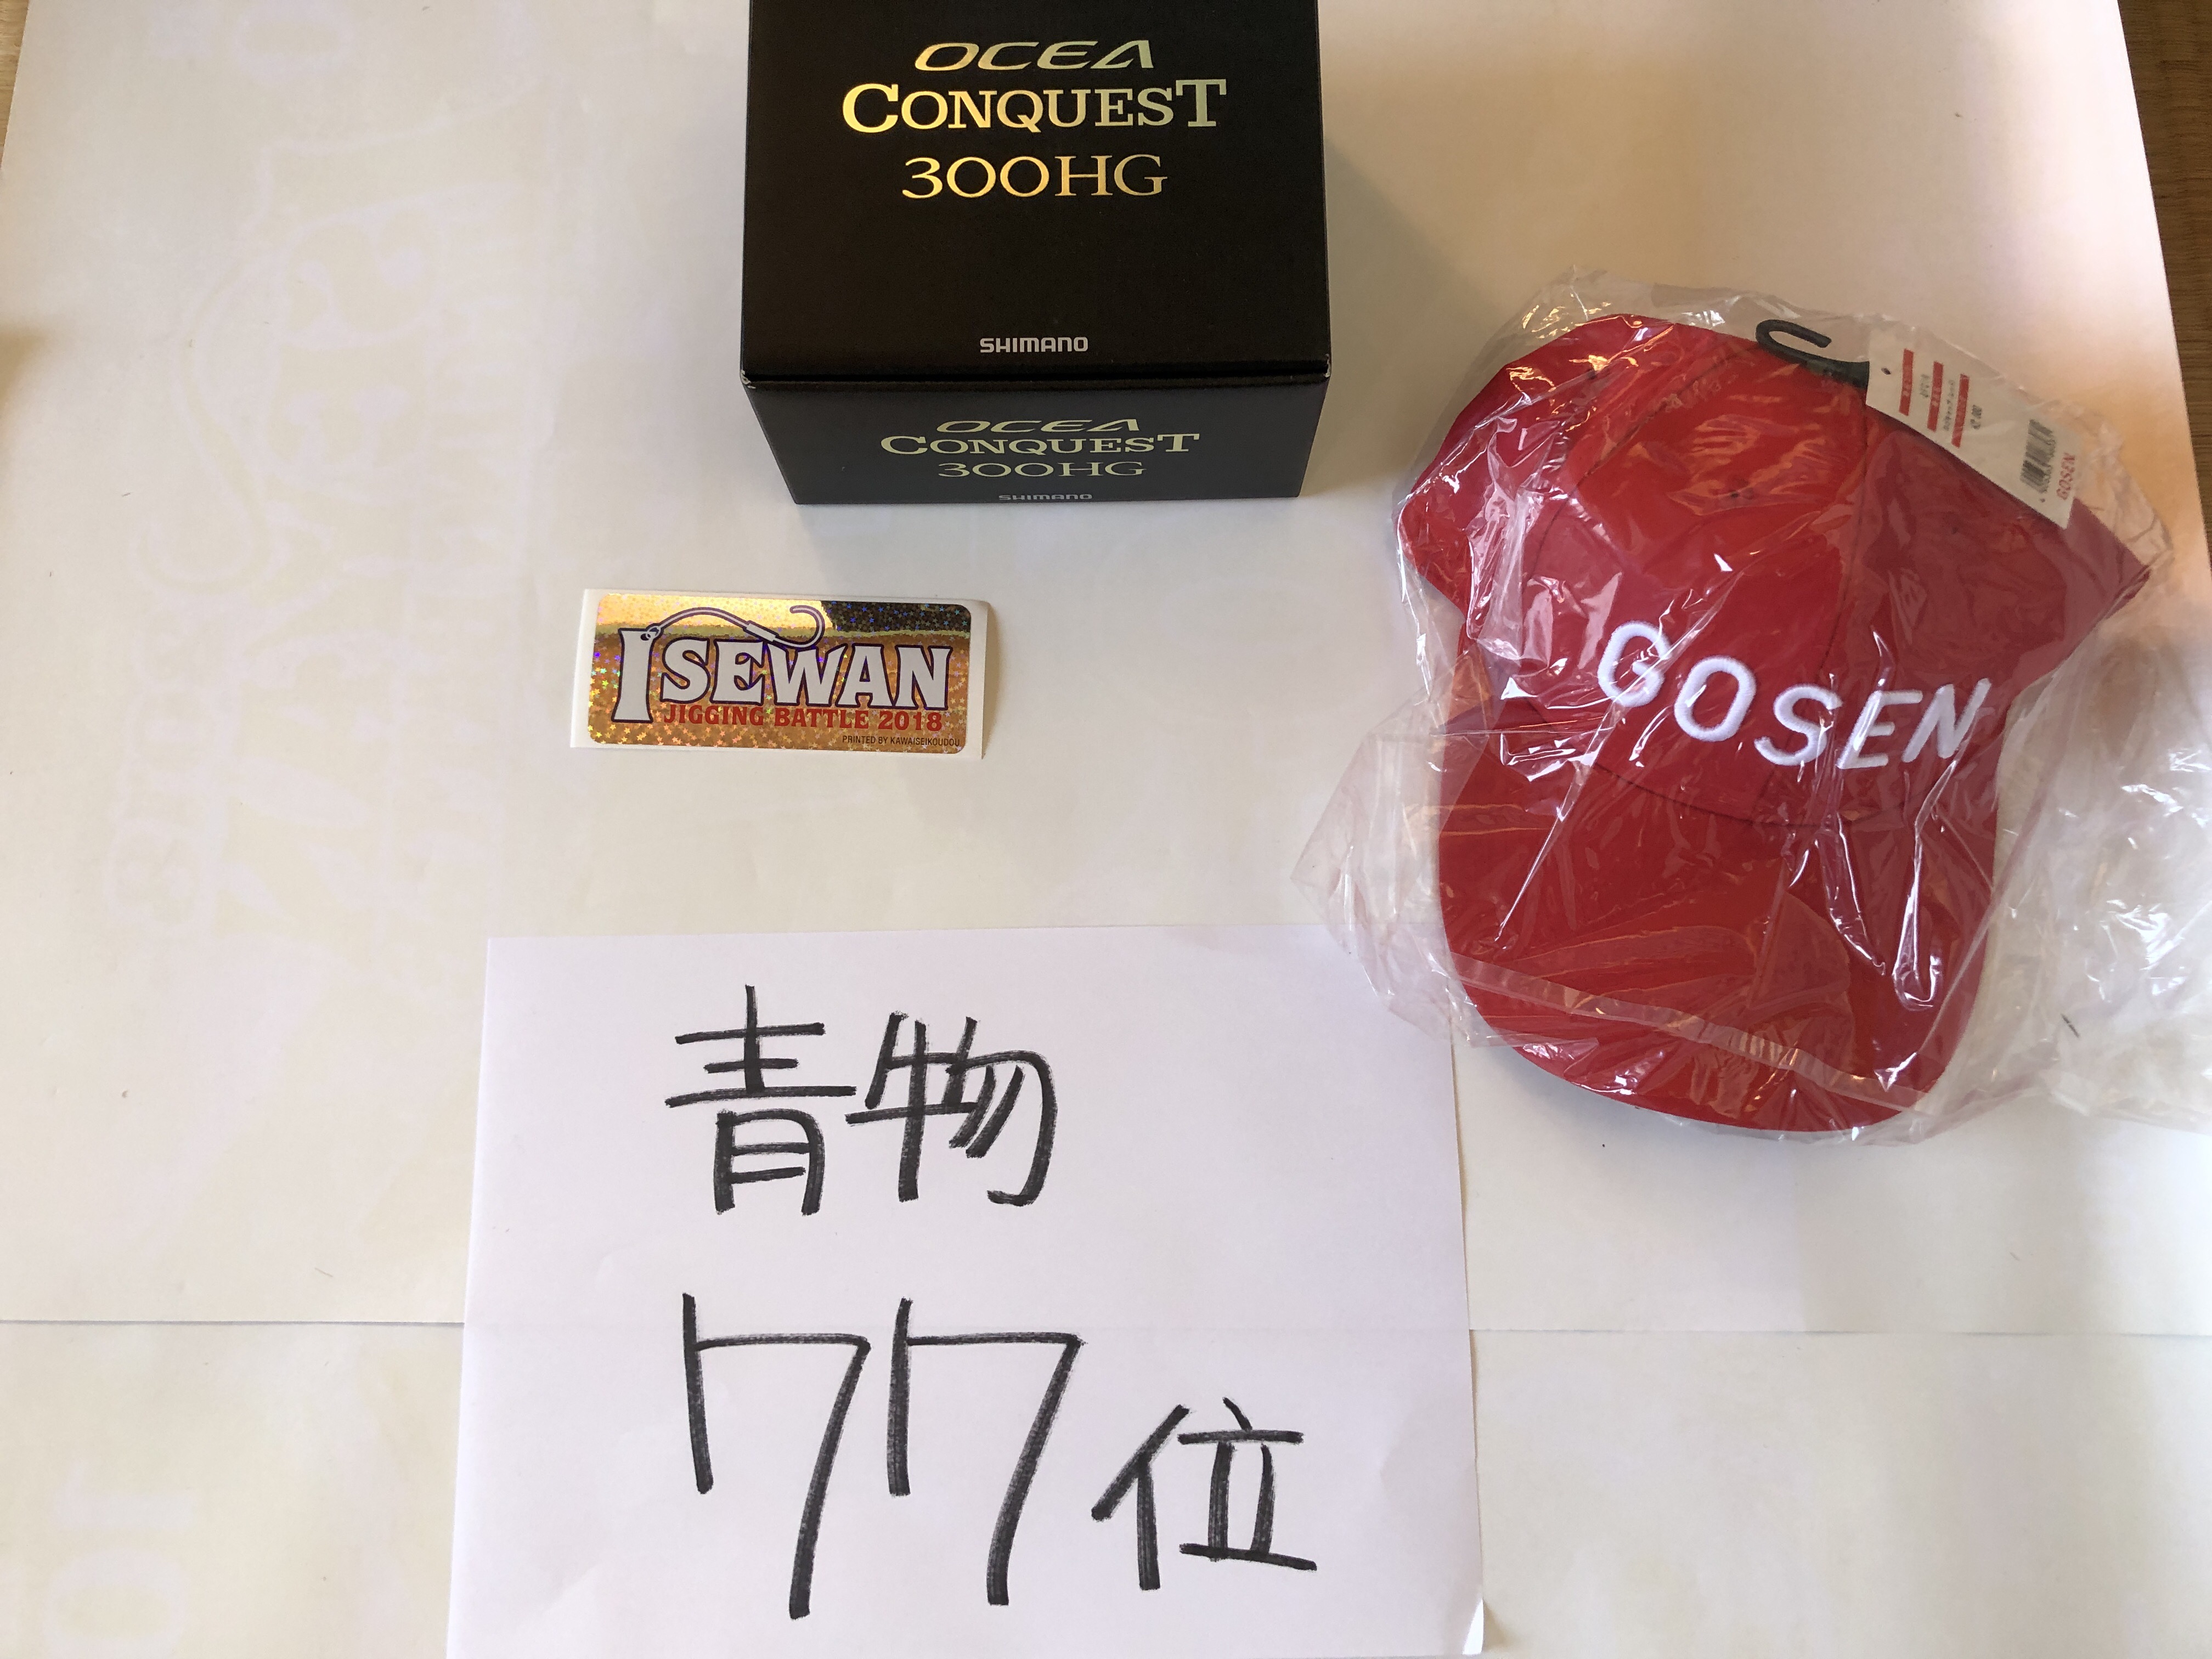 OCEA
CONQUEST
300HG
SHIMANO
OCEA
CONQUEST
300HG
SHIMANO
ISEWAN
JIGGING BATTLE 2018
PRINTED BY KAWAISEIKOUDOU
GOSEN
GOSEN
青物
77位